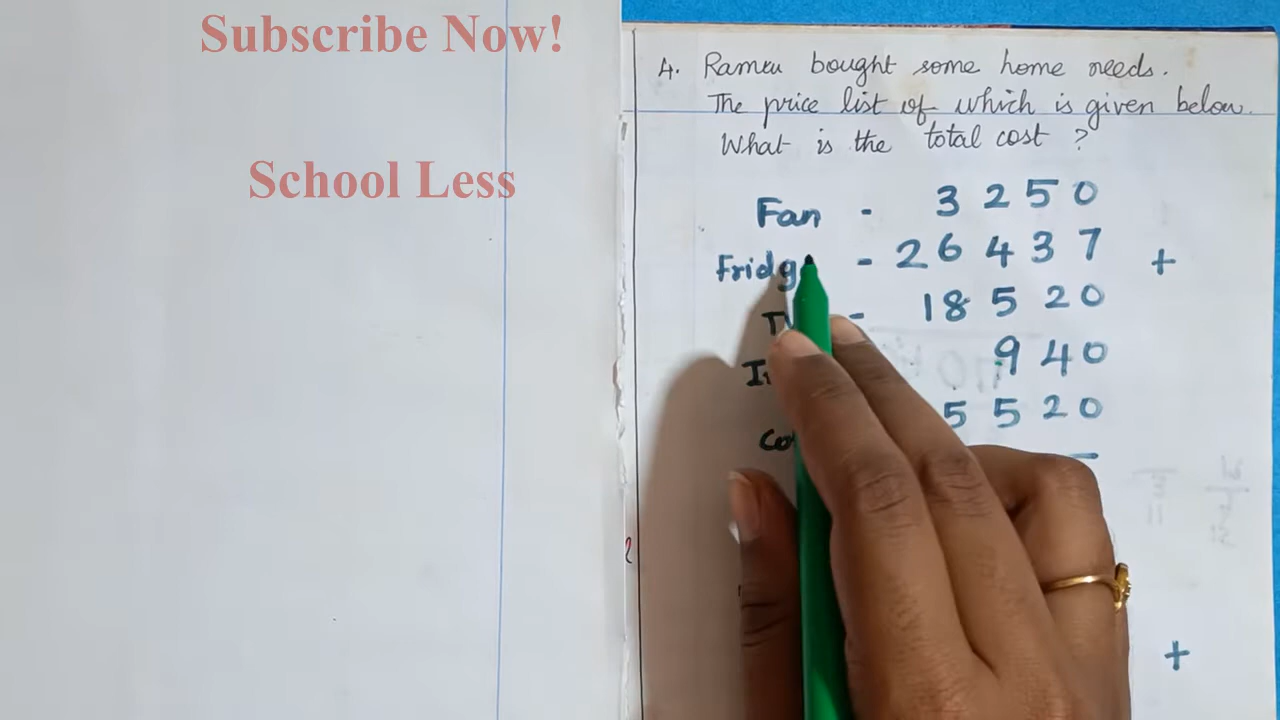 Subscribe Now!
School Less
4. Ramu bought some home needs.
The price list of which is given below.
What is the total cost ?
Fan - 3250
Fridge - 26437 +
- 18520
940
5520
+